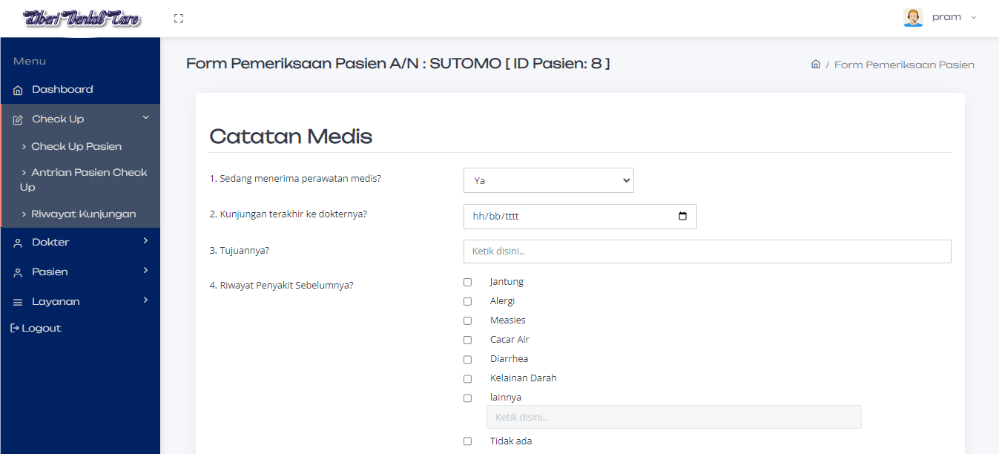 Elberi Dental Care
pram
Menu
Dashboard
Check Up
Check Up Pasien
Antrian Pasien Check
Up
Riwayat Kunjungan
Dokter
Pasien
Layanan
Logout
Form Pemeriksaan Pasien A/N : SUTOMO [ ID Pasien: 8 ]
/ Form Pemeriksaan Pasien
Catatan Medis
1. Sedang menerima perawatan medis?
Ya
2. Kunjungan terakhir ke dokternya?
hh/bb/tttt
3. Tujuannya?
Ketik disini..
4. Riwayat Penyakit Sebelumnya?
Jantung
Alergi
Measies
Cacar Air
Diarrhea
Kelainan Darah
lainnya
Ketik disini..
Tidak ada